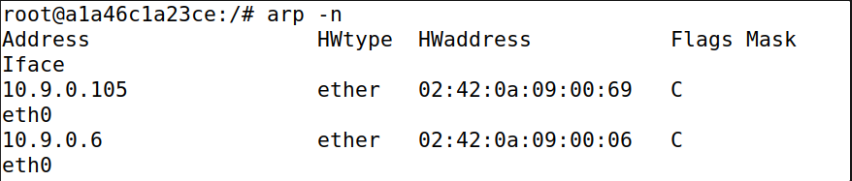 root@a1a46c1a23ce:/# arp -n
Address                  HWtype  HWaddress           Flags Mask
Iface
10.9.0.105               ether   02:42:0a:09:00:69   C
eth0
10.9.0.6                 ether   02:42:0a:09:00:06   C
eth0